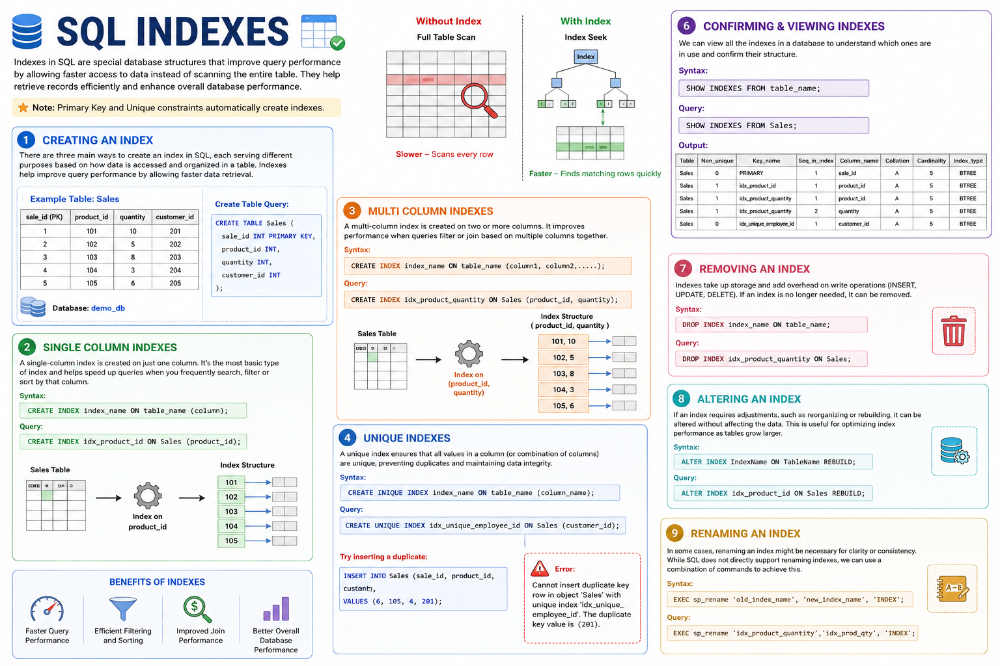 SQL INDEXES
Indexes in SQL are special database structures that improve query performance
by allowing faster access to data instead of scanning the entire table. They help
retrieve records efficiently and enhance overall database performance.
Note: Primary Key and Unique constraints automatically create indexes.
Without Index
Full Table Scan
Slower – Scans every row
With Index
Index Seek
Index
Faster – Finds matching rows quickly
1 CREATING AN INDEX
There are three main ways to create an index in SQL, each serving different
purposes based on how data is accessed and organized in a table. Indexes
help improve query performance by allowing faster data retrieval.
Example Table: Sales
sale_id (PK) product_id quantity customer_id
1 101 10 201
2 102 5 202
3 103 8 203
4 104 3 204
5 105 6 205
Database: demo_db
Create Table Query:
CREATE TABLE Sales (
sale_id INT PRIMARY KEY,
product_id INT,
quantity INT,
customer_id INT
);
2 SINGLE COLUMN INDEXES
A single-column index is created on just one column. It's the most basic type
of index and helps speed up queries when you frequently search, filter or
sort by that column.
Syntax:
CREATE INDEX index_name ON table_name (column);
Query:
CREATE INDEX idx_product_id ON Sales (product_id);
Sales Table
Index on
product_id
Index Structure
101
102
103
104
105
BENEFITS OF INDEXES
Faster Query
Performance
Efficient Filtering
and Sorting
$
Improved Join
Performance
Better Overall
Database
Performance
3 MULTI COLUMN INDEXES
A multi-column index is created on two or more columns. It improves
performance when queries filter or join based on multiple columns together.
Syntax:
CREATE INDEX index_name ON table_name (column1, column2,.....);
Query:
CREATE INDEX idx_product_quantity ON Sales (product_id, quantity);
Sales Table
Index on
(product_id,
quantity)
Index Structure
( product_id, quantity )
101, 10
102, 5
103, 8
104, 3
105, 6
4 UNIQUE INDEXES
A unique index ensures that all values in a column (or combination of columns)
are unique, preventing duplicates and maintaining data integrity.
Syntax:
CREATE INIQUE INDEX index_name ON table_name (column_name);
Query:
CREATE UNIQUE INDEX idx_unique_employee_id ON Sales (customer_id);
Try inserting a duplicate:
INSERT INTO Sales (sale_id, product_id,
VALUES (6, 105, 4, 201);
Error:
Cannot insert duplicate key
row in object 'Sales' with
unique index 'idx_unique_
employee_id'. The duplicate
key value is (201).
6 CONFIRMING & VIEWING INDEXES
We can view all the indexes in a database to understand which ones are
in use and confirm their structure.
Syntax:
SHOW INDEXES FROM table_name;
Query:
SHOW INDEXES FROM Sales;
Output:
Table Non_unique Key_name Seq_in_index Column_name Collation Cardinality Index_type
Sales 0 PRIMARY 1 sale_id A 5 BTREE
Sales 1 idx_product_id 1 product_id A 5 BTREE
Sales 1 idx_product_quantity 1 product_id A 5 BTREE
Sales 1 idx_product_quantity 2 quantity A 5 BTREE
Sales 0 idx_unique_employee_id 1 customer_id A 5 BTREE
7 REMOVING AN INDEX
Indexes take up storage and add overhead on write operations (INSERT,
UPDATE, DELETE). If an index is no longer needed, it can be removed.
Syntax:
DROP INDEX index_name ON table_name;
Query:
DROP INDEX idx_product_quantity ON Sales;
8 ALTERING AN INDEX
If an index requires adjustments, such as reorganizing or rebuilding, it can be
altered without affecting the data. This is useful for optimizing index
performance as tables grow larger.
Syntax:
ALTER INDEX IndexName ON TableName REBUILD;
Query:
ALTER INDEX idx_product_id ON Sales REBUILD;
9 RENAMING AN INDEX
In some cases, renaming an index might be necessary for clarity or consistency.
While SQL does not directly support renaming indexes, we can use a
combination of commands to achieve this.
Syntax:
EXEC sp_rename 'old_index_name', 'new_index_name', 'INDEX';
Query:
EXEC sp_rename 'idx_product_quantity','idx_prod_qty', 'INDEX';